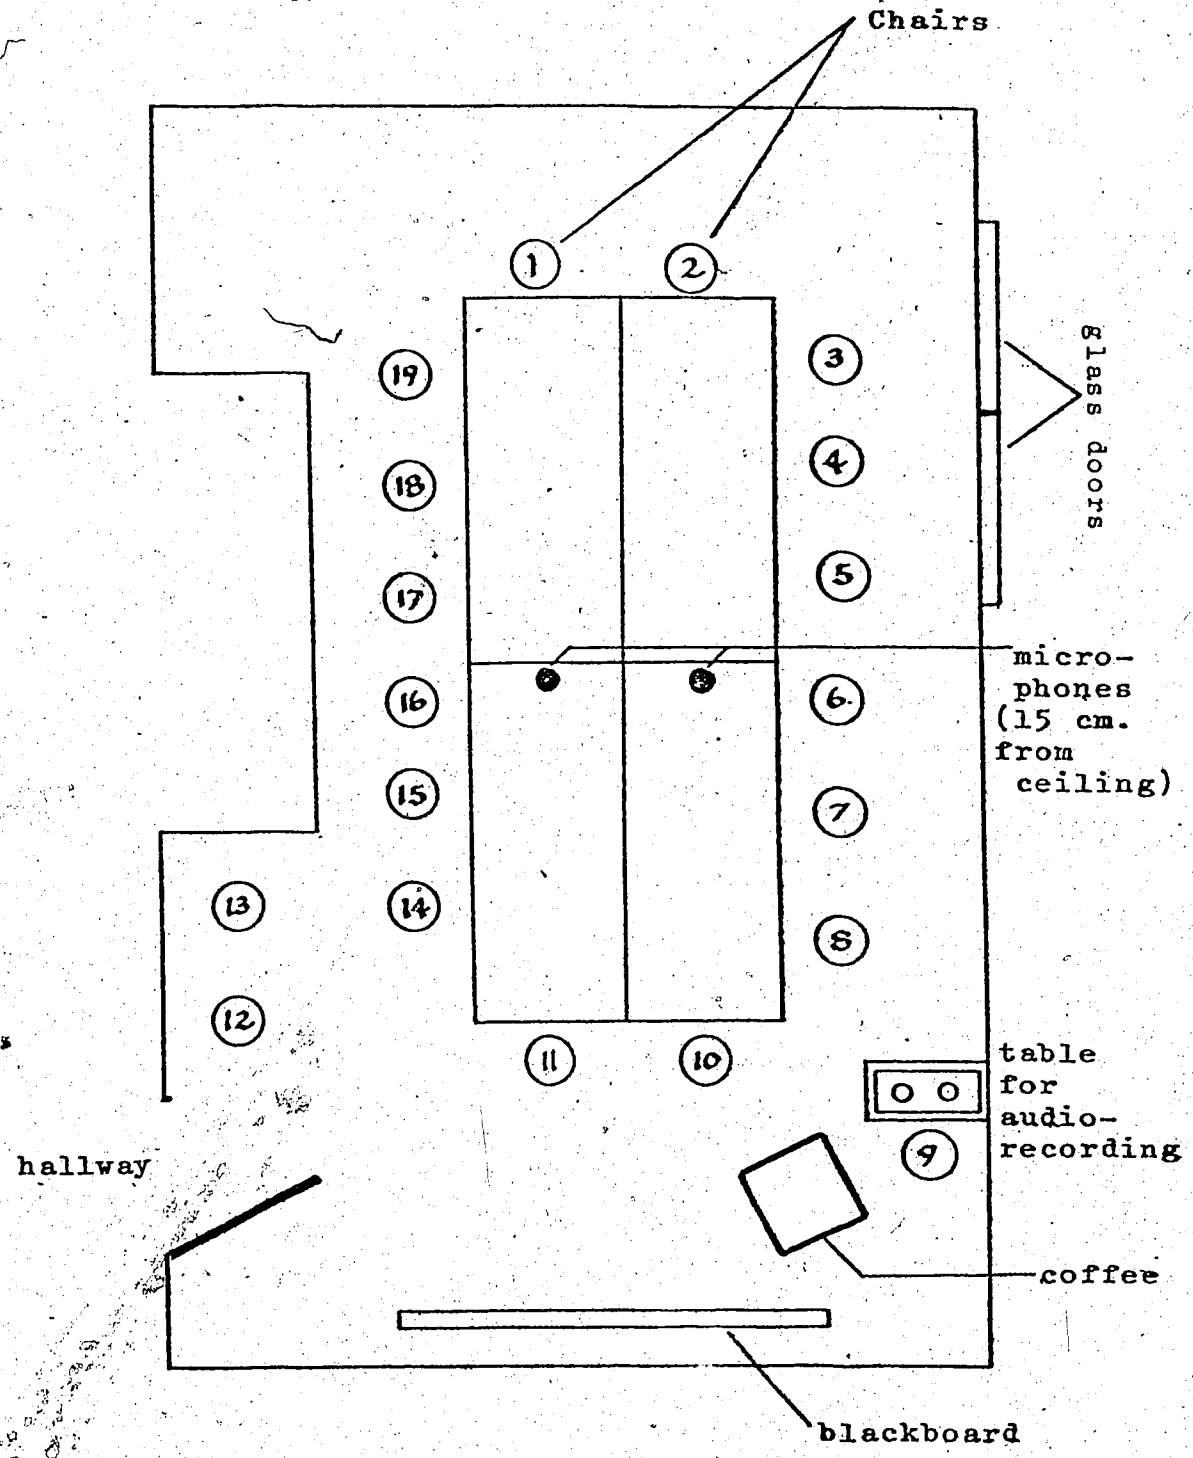 Chairs
1
2
3
19
4
18
glass doors
5
17
micro-
phones
(15 cm.
from
ceiling)
6
16
15
7
13
14
8
12
11
10
table
for
audio-
recording
9
hallway
coffee
blackboard